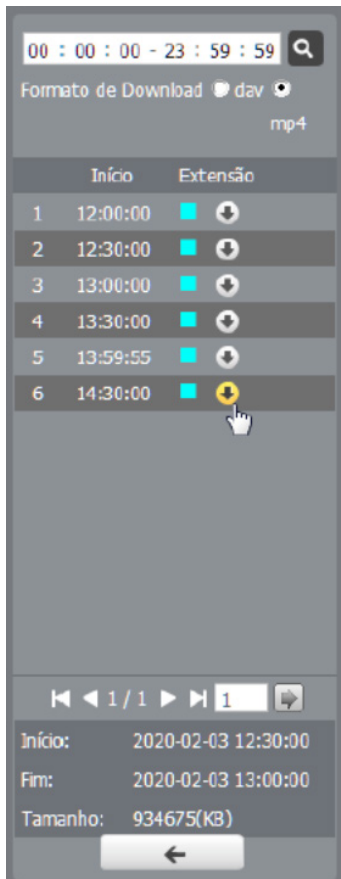 00 : 00 : 00 - 23 : 59 : 59
Formato de Download dav
mp4
Início Extensão
1 12:00:00
2 12:30:00
3 13:00:00
4 13:30:00
5 13:59:55
6 14:30:00
1 / 1 1
Início: 2020-02-03 12:30:00
Fim: 2020-02-03 13:00:00
Tamanho: 934675(KB)